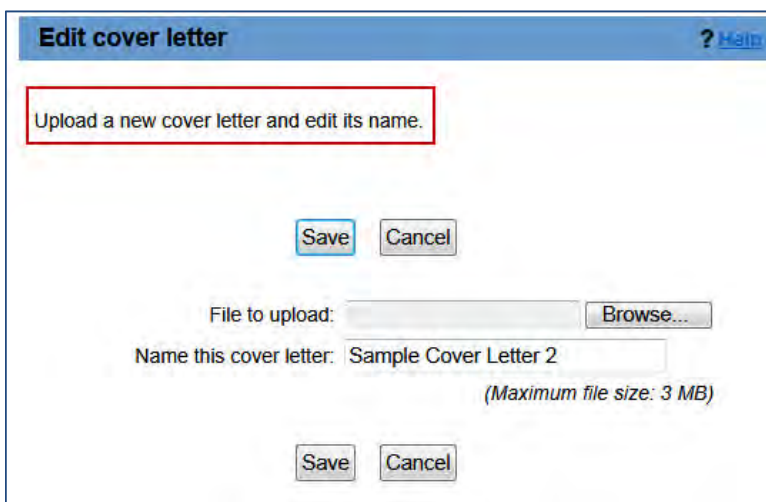 Edit cover letter ? Help
Upload a new cover letter and edit its name.
Save Cancel
File to upload: Browse...
Name this cover letter: Sample Cover Letter 2
(Maximum file size: 3 MB)
Save Cancel